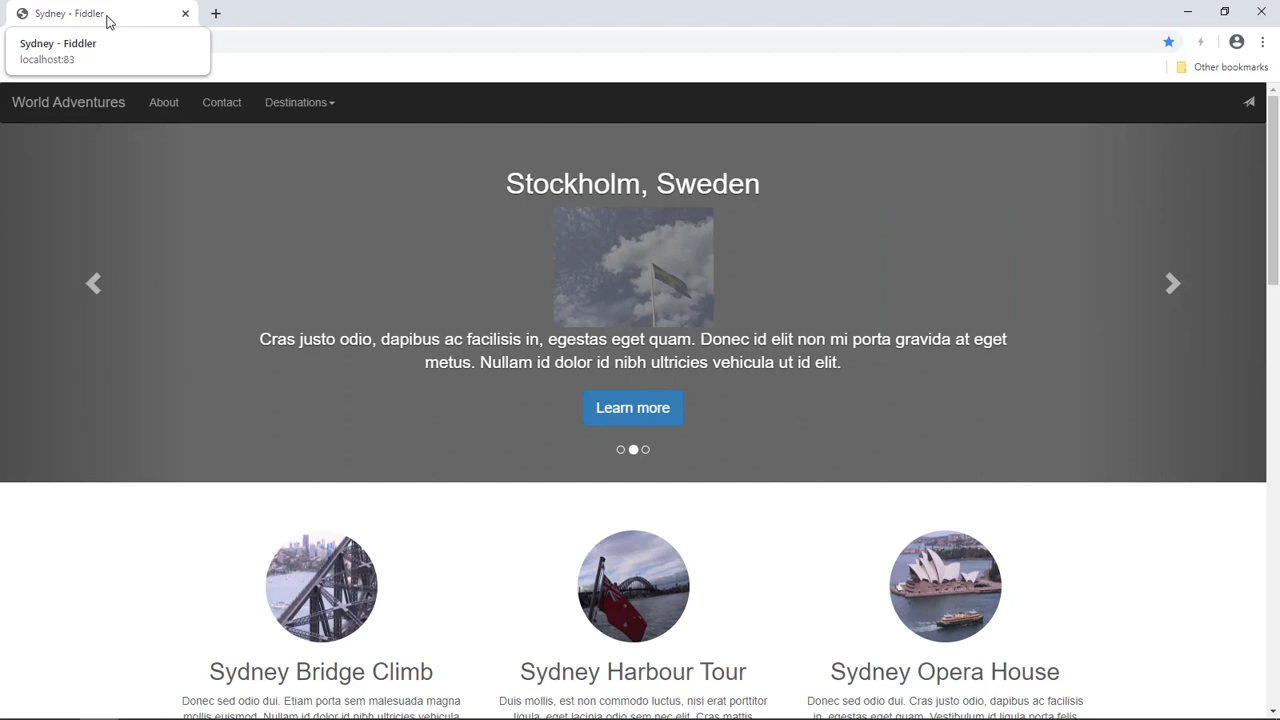 Sydney - Fiddler
Sydney - Fiddler
localhost:83
Other bookmarks
World Adventures About Contact Destinations
Stockholm, Sweden
Cras justo odio, dapibus ac facilisis in, egestas eget quam. Donec id elit non mi porta gravida at eget
metus. Nullam id dolor id nibh ultricies vehicula ut id elit.
Learn more
Sydney Bridge Climb
Donec sed odio dui. Etiam porta sem malesuada magna
mollis euismod. Nullam id dolor id nibh ultricies vehicula
Sydney Harbour Tour
Duis mollis, est non commodo luctus, nisi erat porttitor
ligula, eget lacinia odio sem nec elit. Cras mattis
Sydney Opera House
Donec sed odio dui. Cras justo odio, dapibus ac facilisis
in, egestas eget quam. Vestibulum id ligula porta felis